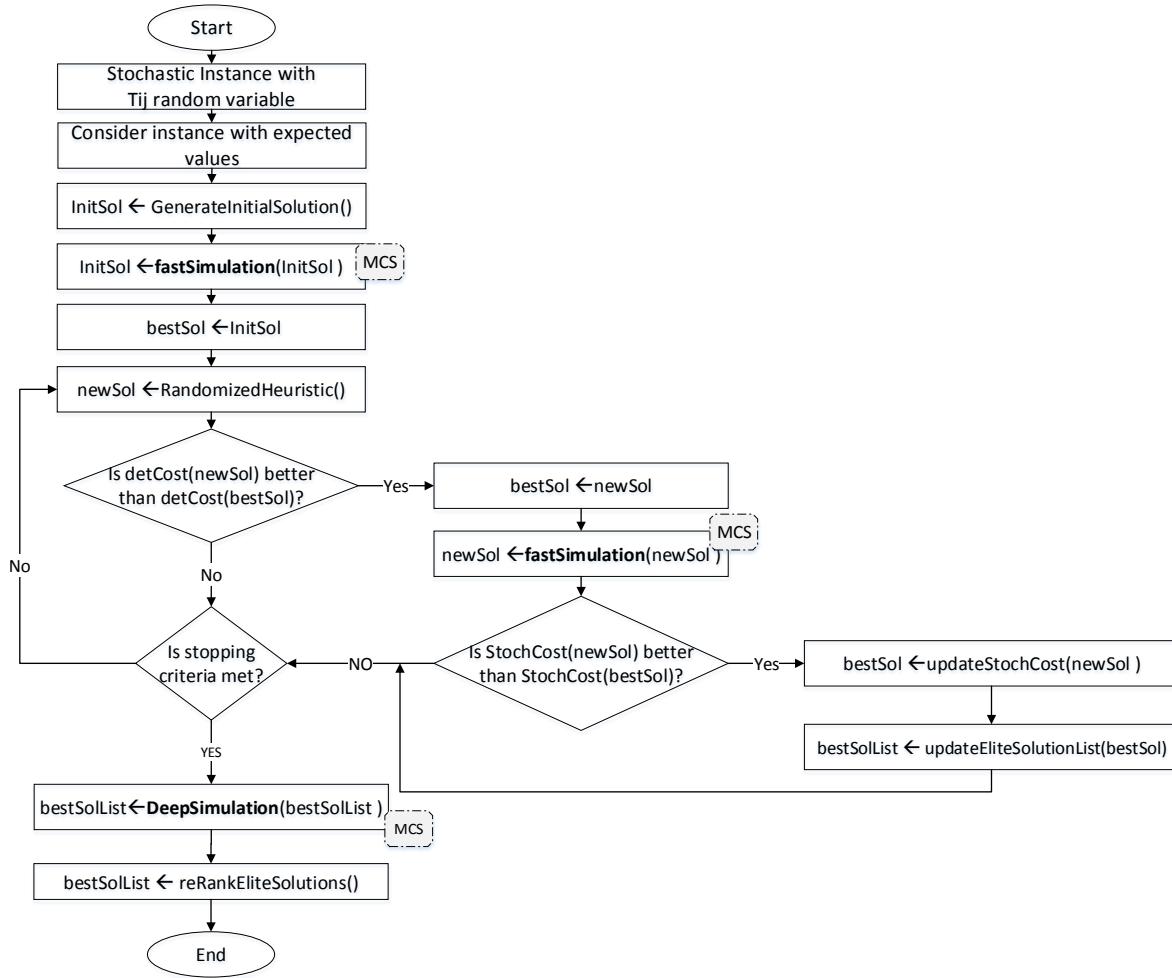 Start
Stochastic Instance with
Tij random variable
Consider instance with expected
values
InitSol ← GenerateInitialSolution()
InitSol ←fastSimulation(InitSol )
MCS
bestSol ←InitSol
newSol ←RandomizedHeuristic()
Is detCost(newSol) better
than detCost(bestSol)?
Yes
bestSol ←newSol
MCS
newSol ←fastSimulation(newSol )
No
No
Is stopping
criteria met?
NO
Is StochCost(newSol) better
than StochCost(bestSol)?
Yes
bestSol ←updateStochCost(newSol )
bestSolList ← updateEliteSolutionList(bestSol)
YES
bestSolList←DeepSimulation(bestSolList )
MCS
bestSolList ← reRankEliteSolutions()
End